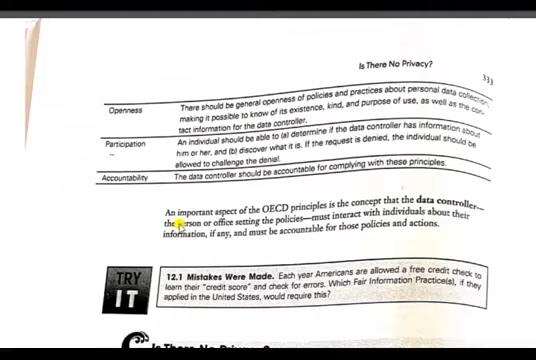 Is There No Privacy?
333
Openness
There should be general openness of policies and practices about personal data collection,
making it possible to know of its existence, kind, and purpose of use, as well as the con-
tact information for the data controller.
Participation
An individual should be able to (a) determine if the data controller has information about
him or her, and (b) discover what it is. If the request is denied, the individual should be
allowed to challenge the denial.
Accountability
The data controller should be accountable for complying with these principles.
An important aspect of the OECD principles is the concept that the data controller—
the person or office setting the policies—must interact with individuals about their
information, if any, and must be accountable for those policies and actions.
TRY
IT
12.1 Mistakes Were Made. Each year Americans are allowed a free credit check to
learn their "credit score" and check for errors. Which Fair Information Practice(s), if they
applied in the United States, would require this?
Is There No Privacy?